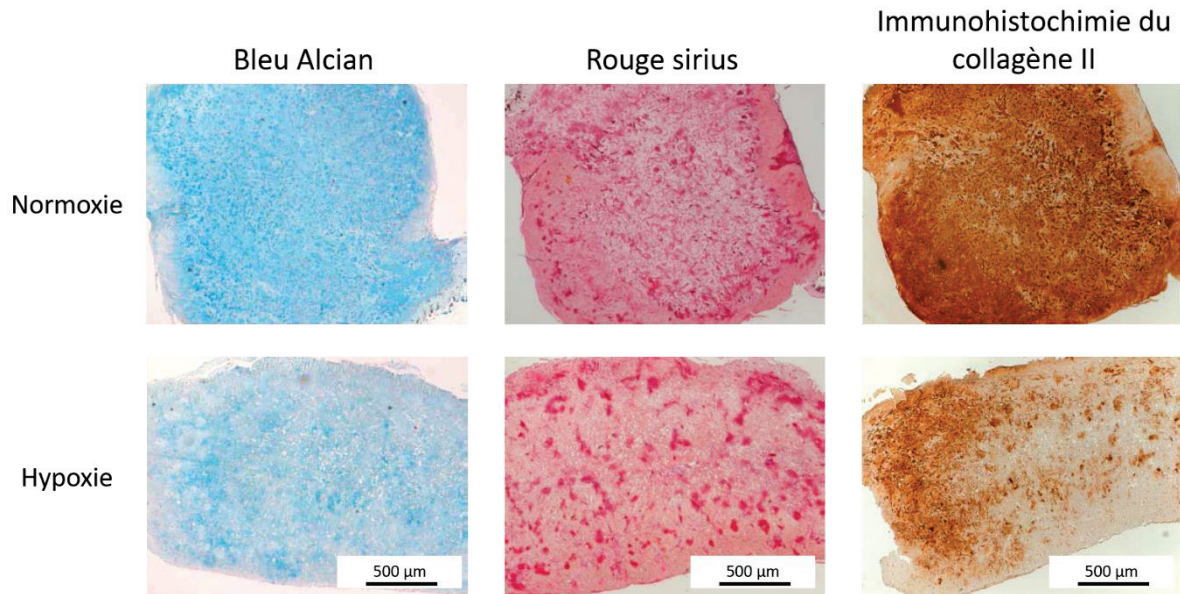 Bleu Alcian
Rouge sirius
Immunohistochimie du
collagène II
Normoxie
Hypoxie
500 µm
500 µm
500 µm